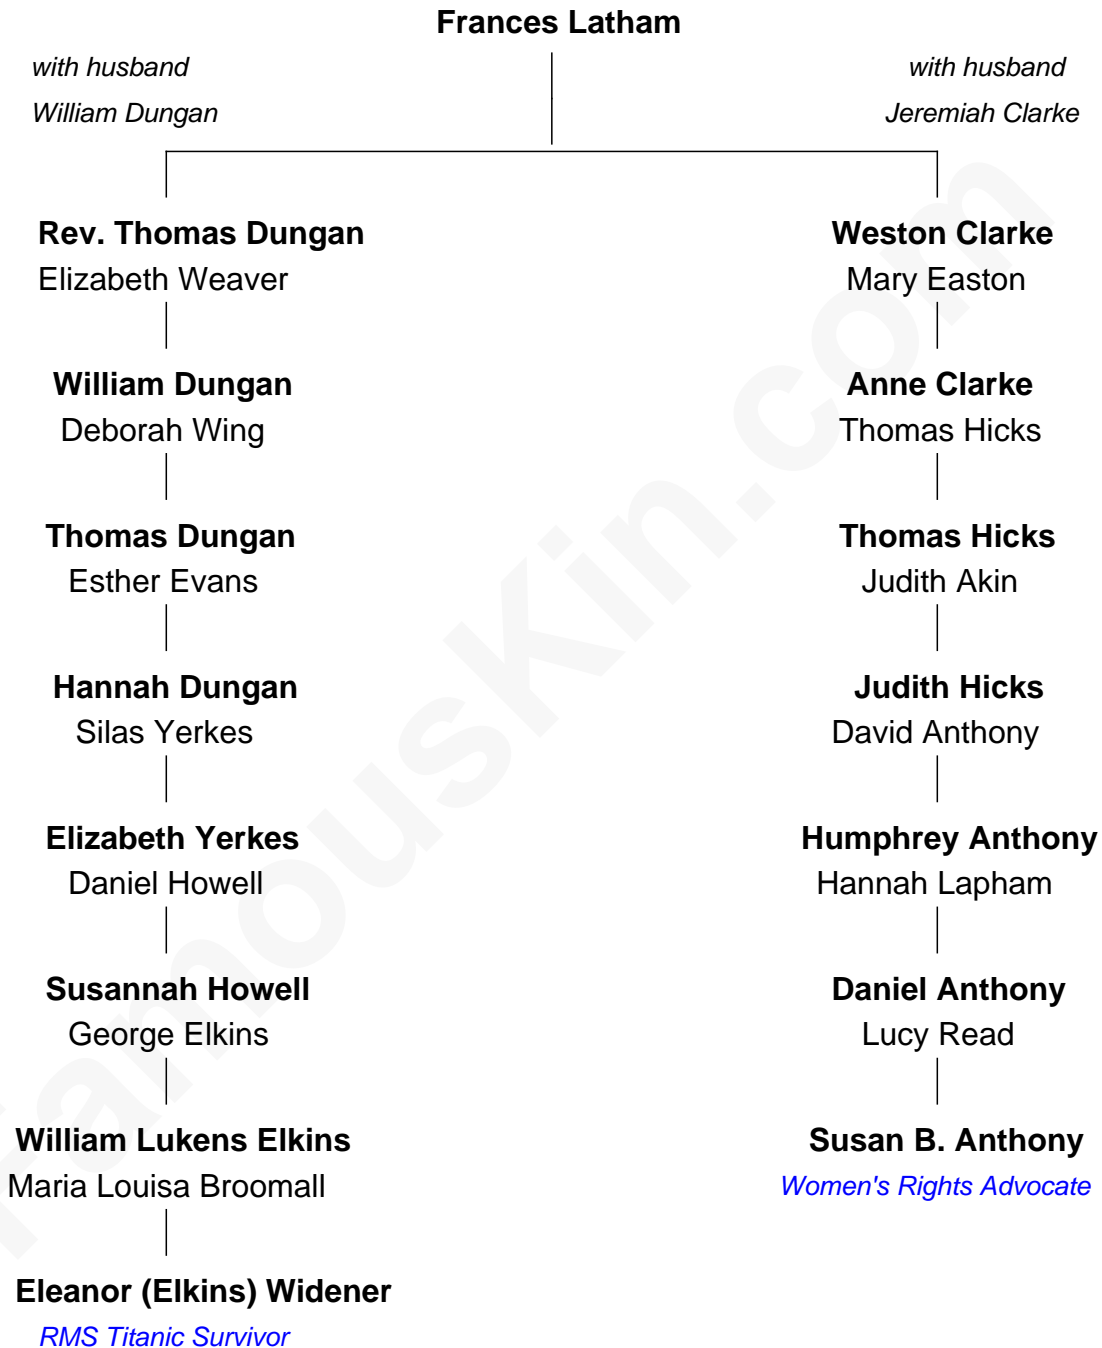 Frances Latham
with husband
William Dungan
with husband
Jeremiah Clarke
Rev. Thomas Dungan
Elizabeth Weaver
Weston Clarke
Mary Easton
William Dungan
Deborah Wing
Anne Clarke
Thomas Hicks
Thomas Dungan
Esther Evans
Thomas Hicks
Judith Akin
Hannah Dungan
Silas Yerkes
Judith Hicks
David Anthony
Elizabeth Yerkes
Daniel Howell
Humphrey Anthony
Hannah Lapham
Susannah Howell
George Elkins
Daniel Anthony
Lucy Read
William Lukens Elkins
Maria Louisa Broomall
Susan B. Anthony
Women's Rights Advocate
Eleanor (Elkins) Widener
RMS Titanic Survivor
FamousKin.com